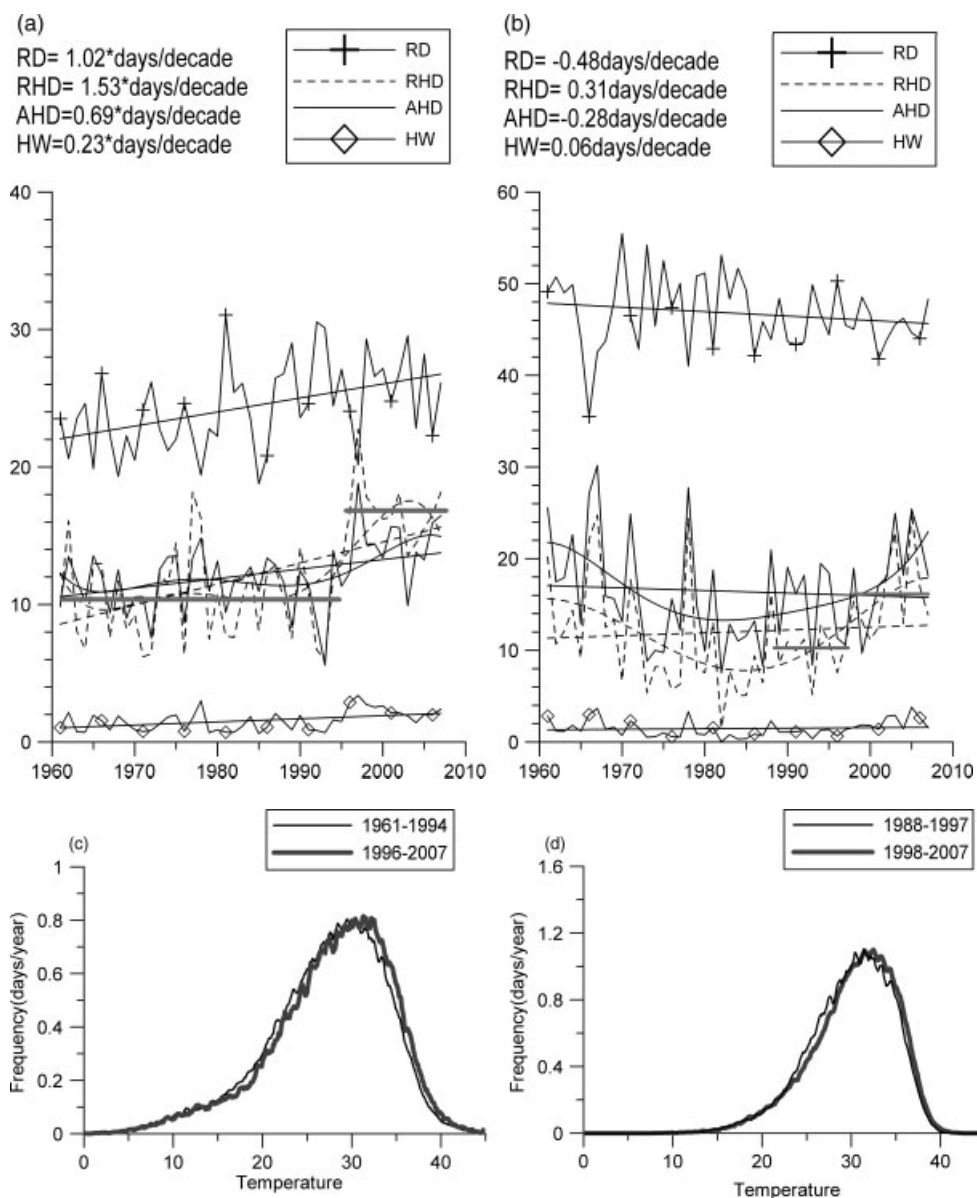 (a)
RD= 1.02*days/decade
RHD= 1.53*days/decade
AHD=0.69*days/decade
HW=0.23*days/decade
RD
RHD
AHD
HW
40
30
20
10
0
1960 1970 1980 1990 2000 2010
(b)
RD= -0.48days/decade
RHD= 0.31days/decade
AHD=-0.28days/decade
HW=0.06days/decade
RD
RHD
AHD
HW
60
50
40
30
20
10
0
1960 1970 1980 1990 2000 2010
(c)
1961-1994
1996-2007
Frequency(days/year)
1
0.8
0.6
0.4
0.2
0
0 10 20 30 40
Temperature
(d)
1988-1997
1998-2007
Frequency(days/year)
1.6
1.2
0.8
0.4
0
0 10 20 30 40
Temperature